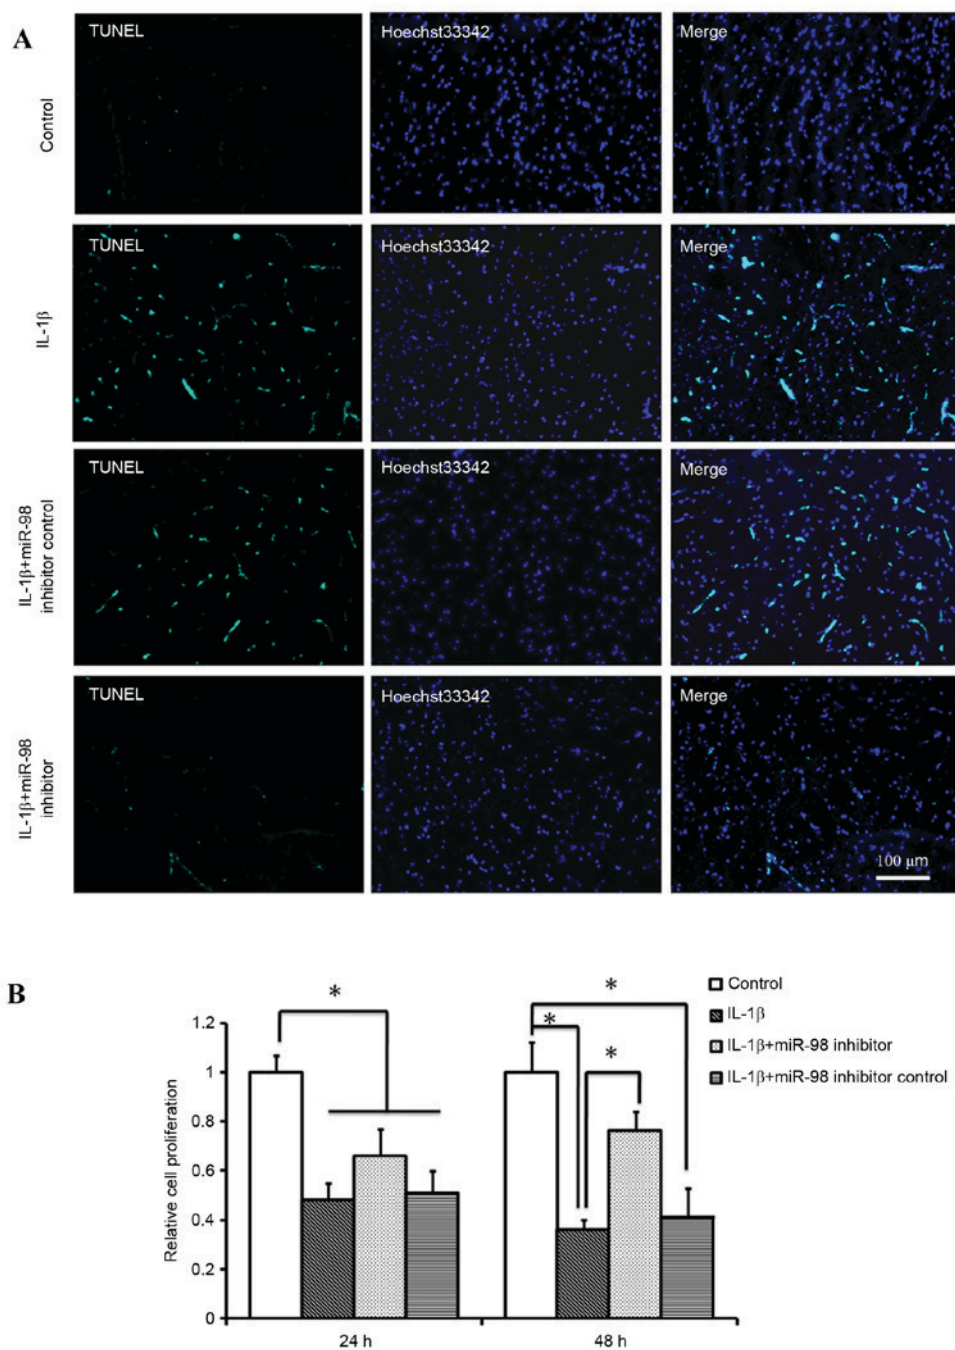 A
TUNEL
Hoechst33342
Merge
Control
TUNEL
Hoechst33342
Merge
IL-1β
TUNEL
Hoechst33342
Merge
IL-1β+miR-98
inhibitor control
TUNEL
Hoechst33342
Merge
IL-1β+miR-98
inhibitor
100 μm
B
Control
IL-1β
IL-1β+miR-98 inhibitor
IL-1β+miR-98 inhibitor control
*
*
*
*
Relative cell proliferation
1.2
1
0.8
0.6
0.4
0.2
0
24 h
48 h